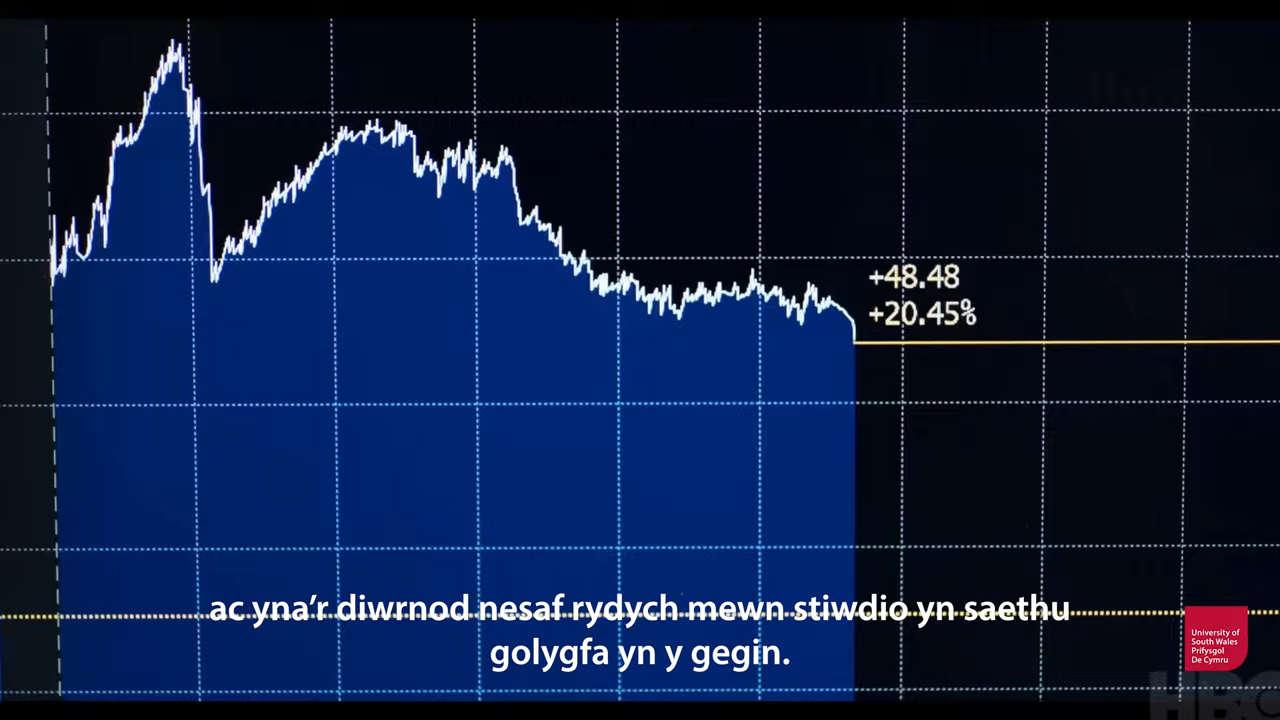 +48.48
+20.45%
ac yna’r diwrnod nesaf rydych mewn stiwdio yn saethu
golygfa yn y gegin.
University of
South Wales
Prifysgol
De Cymru
HBO